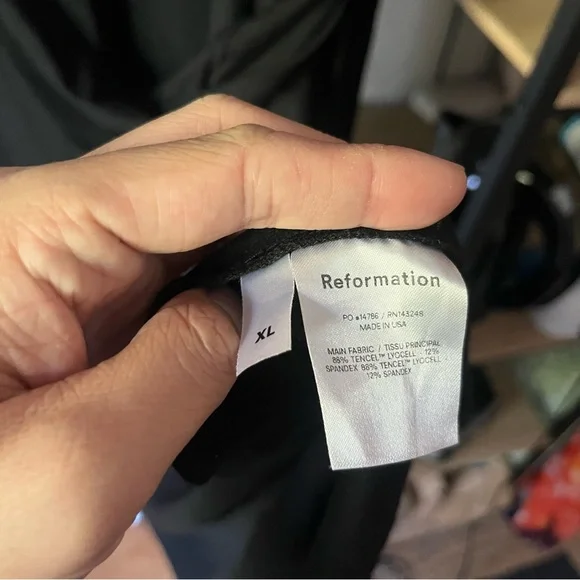 XL
Reformation
PO #14786 / RN143248
MADE IN USA
MAIN FABRIC / TISSU PRINCIPAL
88% TENCEL™ LYOCELL 12%
SPANDEX 88% TENCEL™ LYOCELL
12% SPANDEX